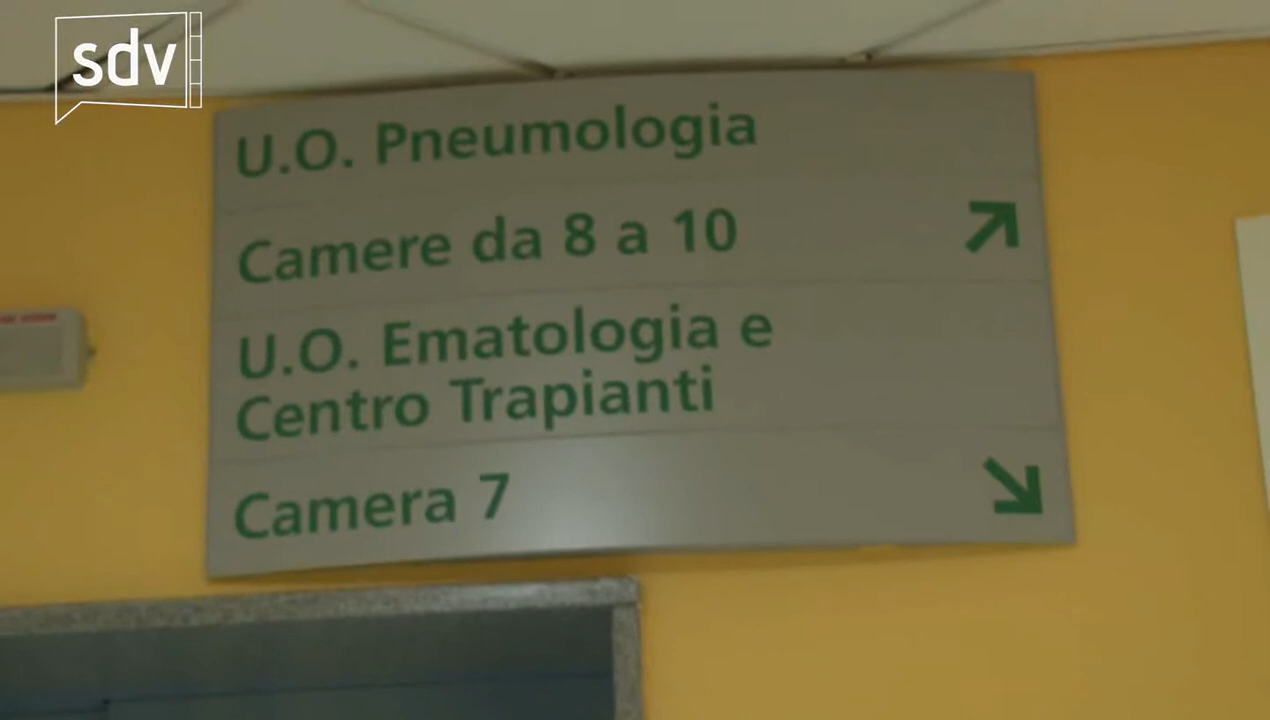 sdv
U.O. Pneumologia
Camere da 8 a 10
U.O. Ematologia e
Centro Trapianti
Camera 7